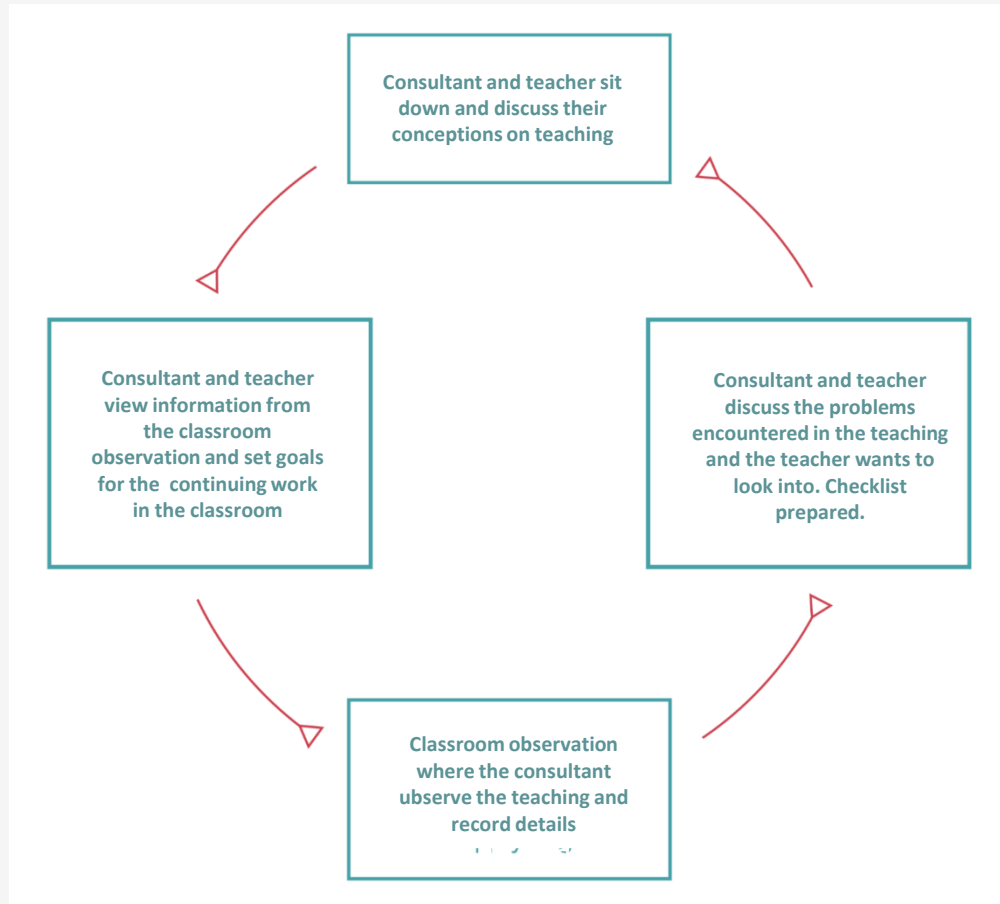 Consultant and teacher sit
down and discuss their
conceptions on teaching
Consultant and teacher
view information from
the classroom
observation and set goals
for the  continuing work
in the classroom
Consultant and teacher
discuss the problems
encountered in the teaching
and the teacher wants to
look into. Checklist
prepared.
Classroom observation
where the consultant
ubserve the teaching and
record details